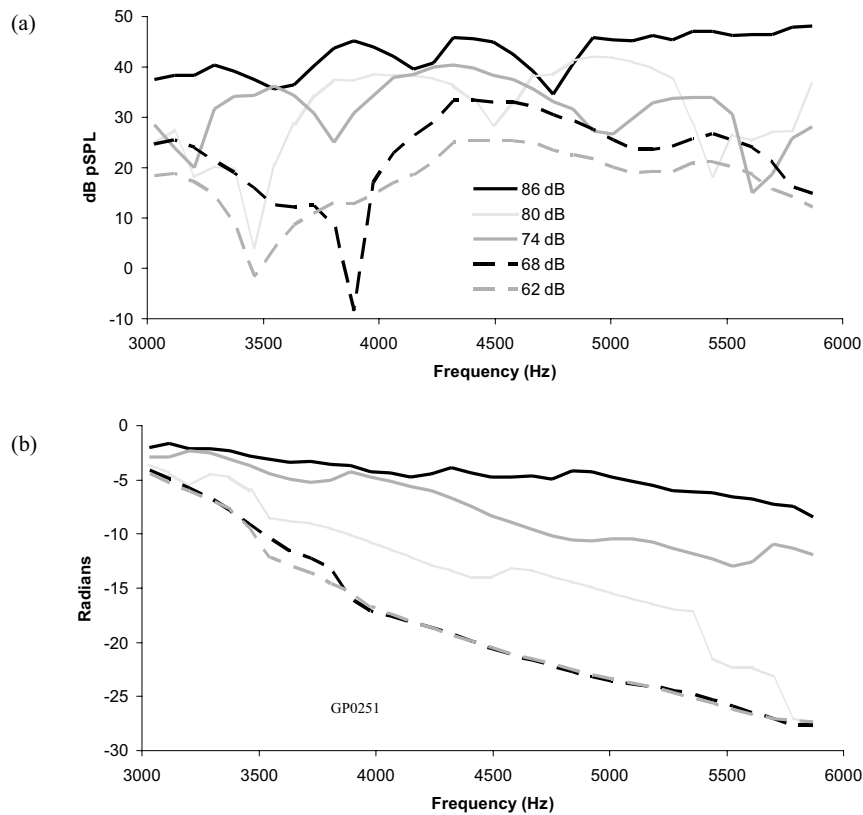 (a)
50
40
30
20
10
0
-10
dB pSPL
86 dB
80 dB
74 dB
68 dB
62 dB
3000 3500 4000 4500 5000 5500 6000
Frequency (Hz)
(b)
0
-5
-10
-15
-20
-25
-30
Radians
GP0251
3000 3500 4000 4500 5000 5500 6000
Frequency (Hz)